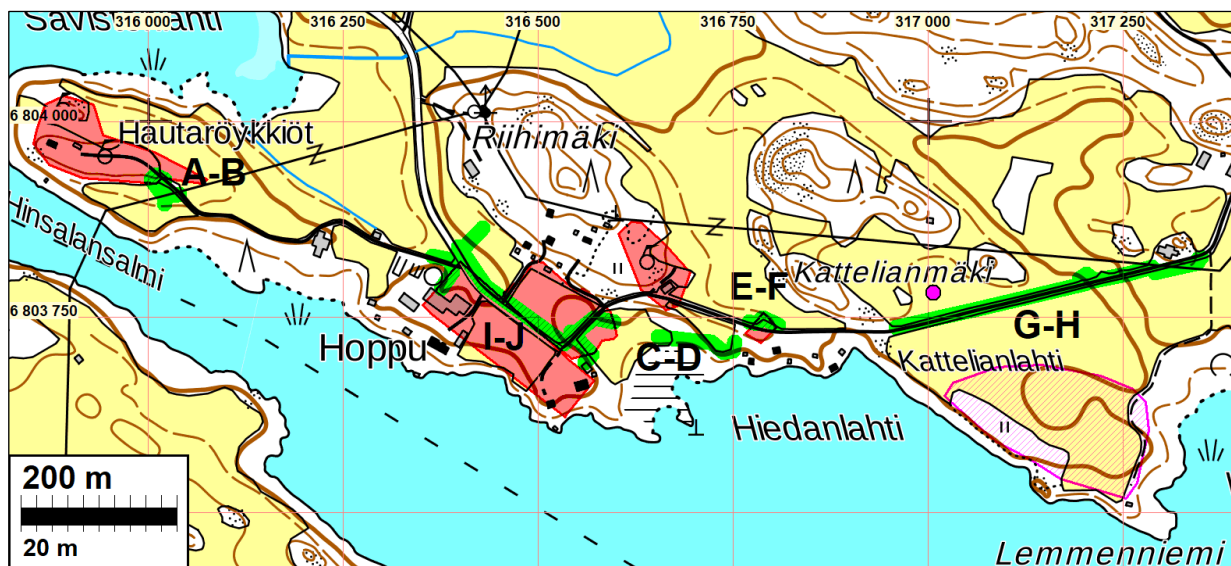 316 000
316 250
316 500
316 750
317 000
317 250
6 804 000
Hautaröykkiöt
Riihimäki
A-B
Hinsalansalmi
Kattelianmäki
E-F
6 803 750
G-H
I-J
Hoppu
C-D
Kattelianlahti
Hiedanlahti
200 m
20 m
Lemmenniemi